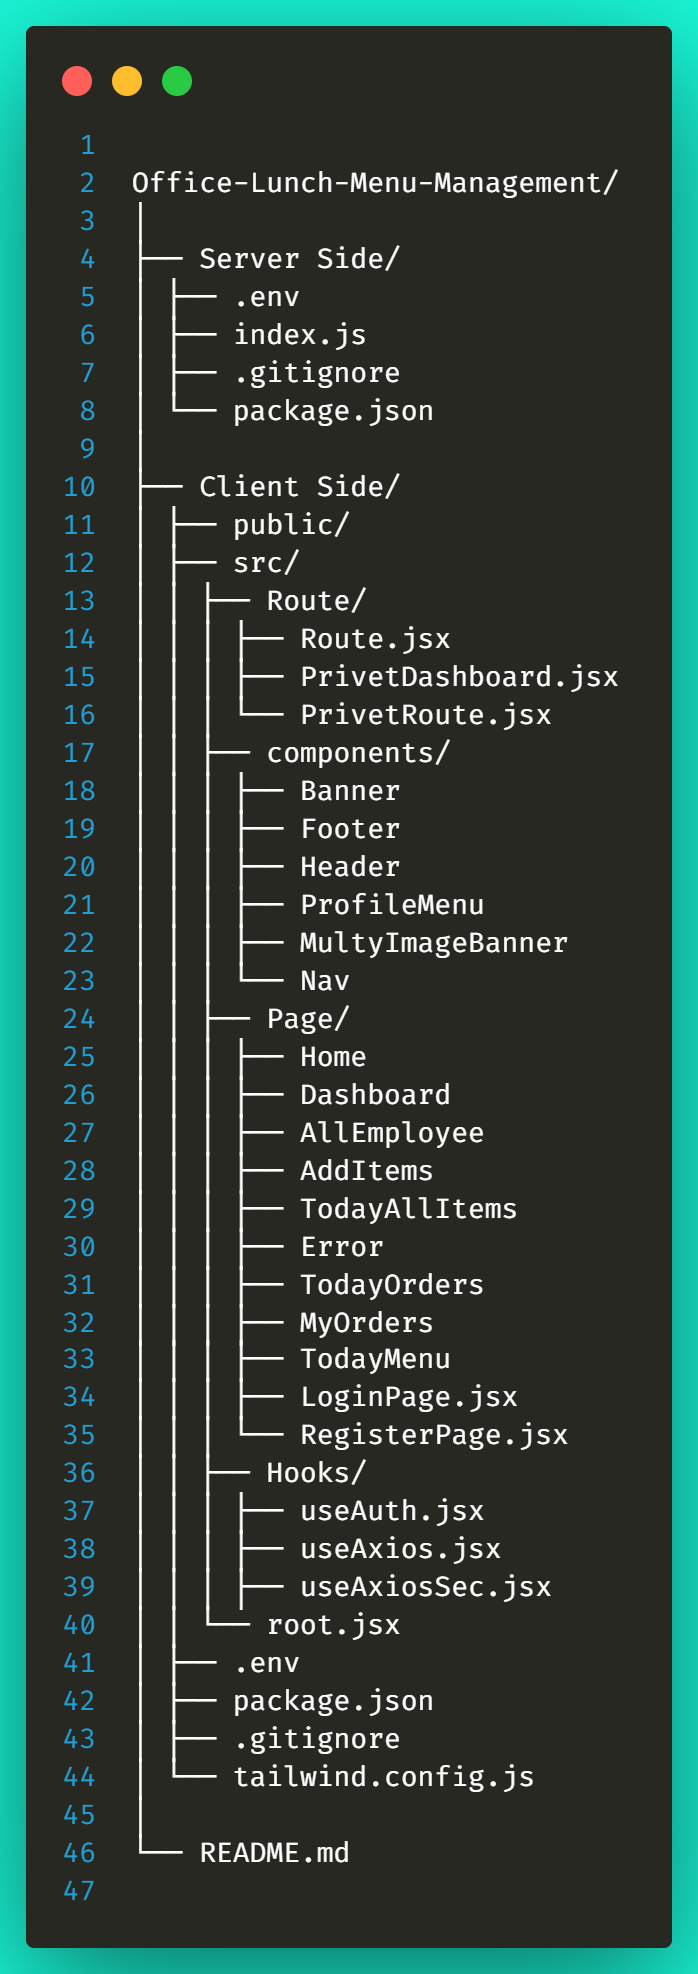 1
2 Office-Lunch-Menu-Management/
3 │
4 ├── Server Side/
5 │ ├── .env
6 │ ├── index.js
7 │ ├── .gitignore
8 │ └── package.json
9 │
10 ├── Client Side/
11 │ ├── public/
12 │ ├── src/
13 │ │ ├── Route/
14 │ │ │ ├── Route.jsx
15 │ │ │ ├── PrivetDashboard.jsx
16 │ │ │ └── PrivetRoute.jsx
17 │ │ ├── components/
18 │ │ │ ├── Banner
19 │ │ │ ├── Footer
20 │ │ │ ├── Header
21 │ │ │ ├── ProfileMenu
22 │ │ │ ├── MultyImageBanner
23 │ │ │ └── Nav
24 │ │ ├── Page/
25 │ │ │ ├── Home
26 │ │ │ ├── Dashboard
27 │ │ │ ├── AllEmployee
28 │ │ │ ├── AddItems
29 │ │ │ ├── TodayAllItems
30 │ │ │ ├── Error
31 │ │ │ ├── TodayOrders
32 │ │ │ ├── MyOrders
33 │ │ │ ├── TodayMenu
34 │ │ │ ├── LoginPage.jsx
35 │ │ │ └── RegisterPage.jsx
36 │ │ ├── Hooks/
37 │ │ │ ├── useAuth.jsx
38 │ │ │ ├── useAxios.jsx
39 │ │ │ ├── useAxiosSec.jsx
40 │ │ └── root.jsx
41 │ ├── .env
42 │ ├── package.json
43 │ ├── .gitignore
44 │ └── tailwind.config.js
45 │
46 └── README.md
47